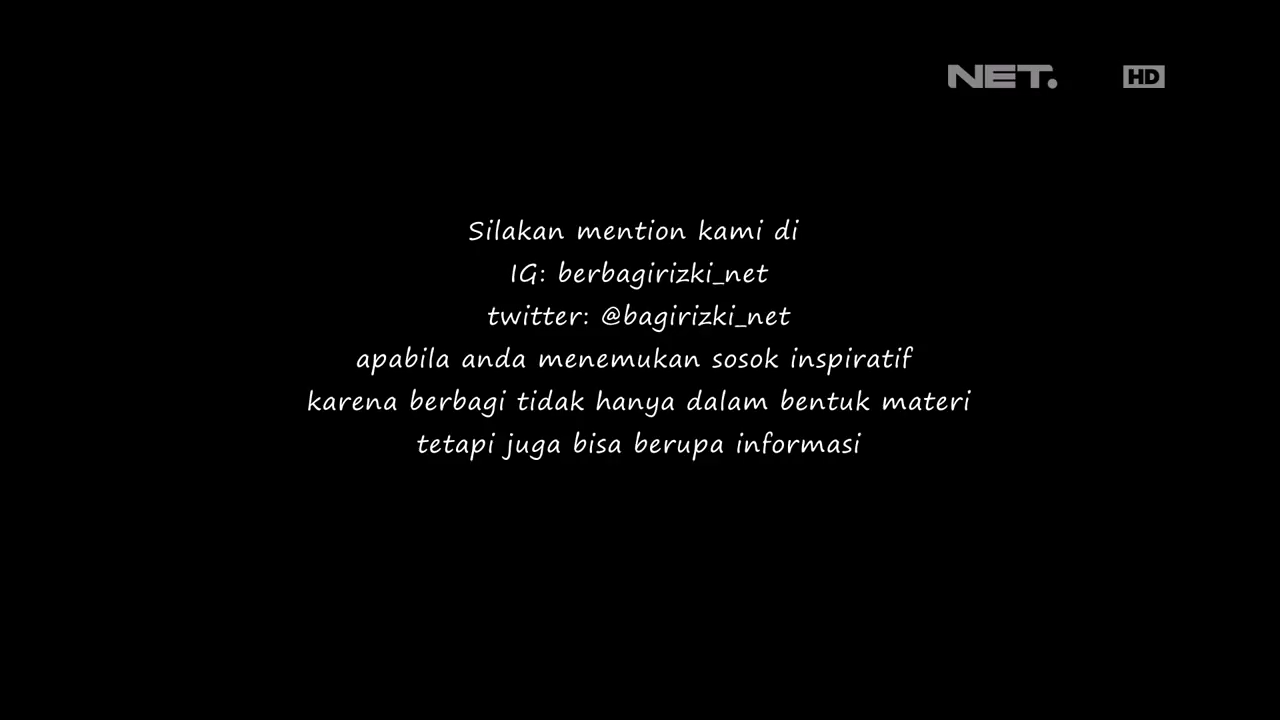 NET. HD
Silakan mention kami di
IG: berbagirizki_net
twitter: @bagirizki_net
apabila anda menemukan sosok inspiratif
karena berbagi tidak hanya dalam bentuk materi
tetapi juga bisa berupa informasi